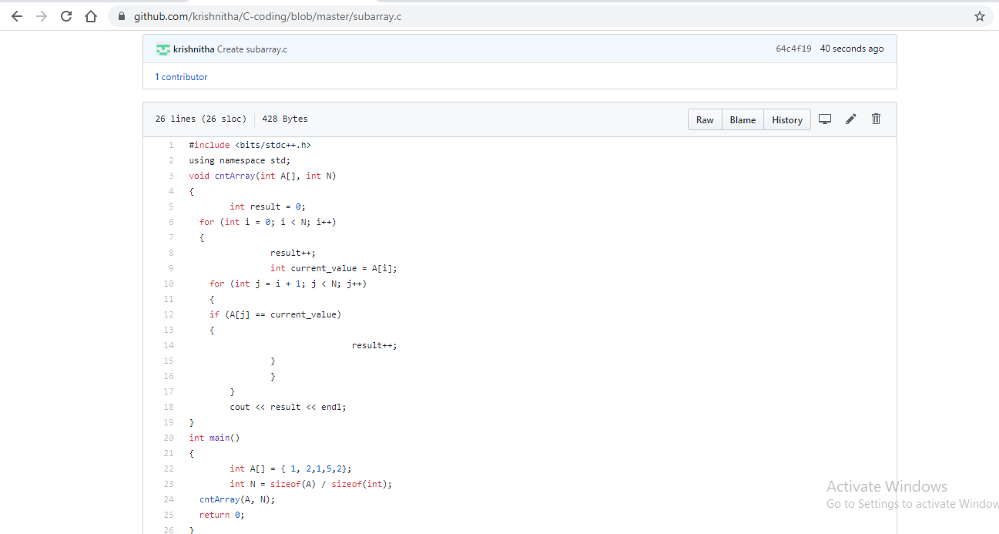 github.com/krishnitha/C-coding/blob/master/subarray.c
krishnitha Create subarray.c 64c4f19 40 seconds ago
1 contributor
26 lines (26 sloc) 428 Bytes Raw Blame History
1 #include <bits/stdc++.h>
2 using namespace std;
3 void cntArray(int A[], int N)
4 {
5 int result = 0;
6 for (int i = 0; i < N; i++)
7 {
8 result++;
9 int current_value = A[i];
10 for (int j = i + 1; j < N; j++)
11 {
12 if (A[j] == current_value)
13 {
14 result++;
15 }
16 }
17 }
18 cout << result << endl;
19 }
20 int main()
21 {
22 int A[] = { 1, 2,1,5,2};
23 int N = sizeof(A) / sizeof(int);
24 cntArray(A, N);
25 return 0;
26 }
Activate Windows
Go to Settings to activate Window